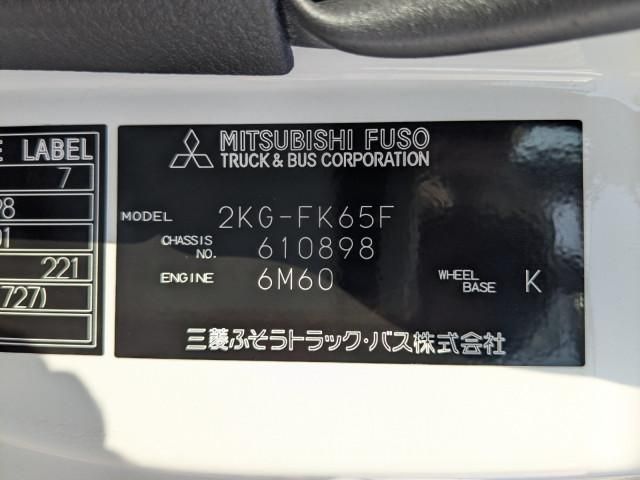 E LABEL
7
98
01
221
727)
MITSUBISHI FUSO
TRUCK & BUS CORPORATION
MODEL 2KG-FK65F
CHASSIS NO. 610898
ENGINE 6M60 WHEEL BASE K
三菱ふそうトラック・バス株式会社